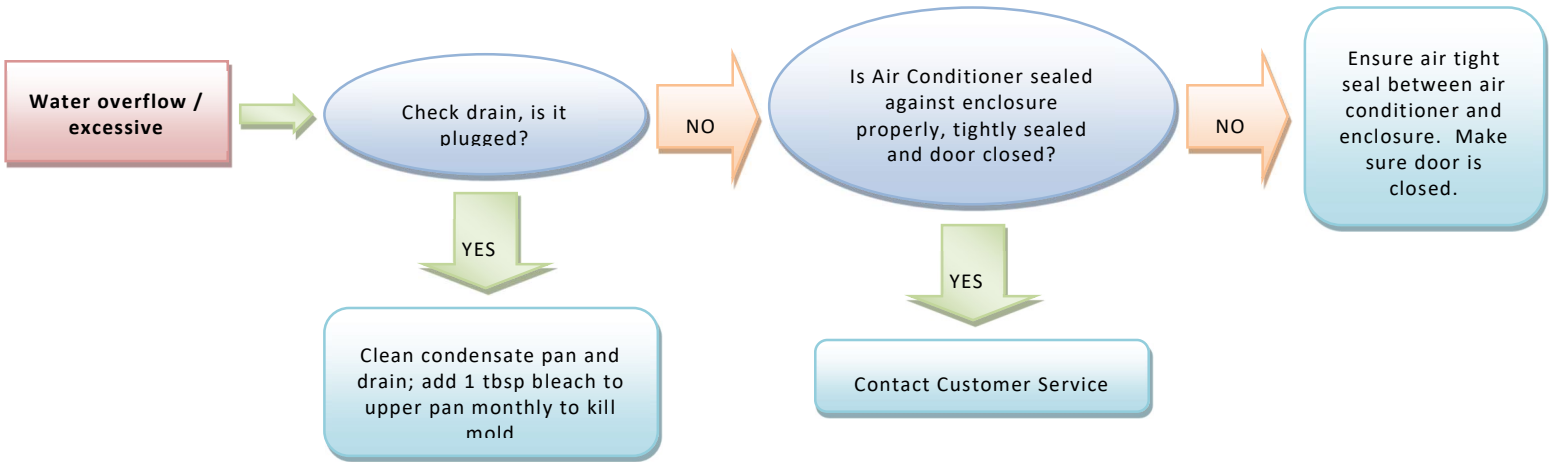 Water overflow /
excessive
Check drain, is it
plugged?
NO
Is Air Conditioner sealed
against enclosure
properly, tightly sealed
and door closed?
NO
Ensure air tight
seal between air
conditioner and
enclosure.  Make
sure door is
closed.
YES
YES
Clean condensate pan and
drain; add 1 tbsp bleach to
upper pan monthly to kill
mold
Contact Customer Service